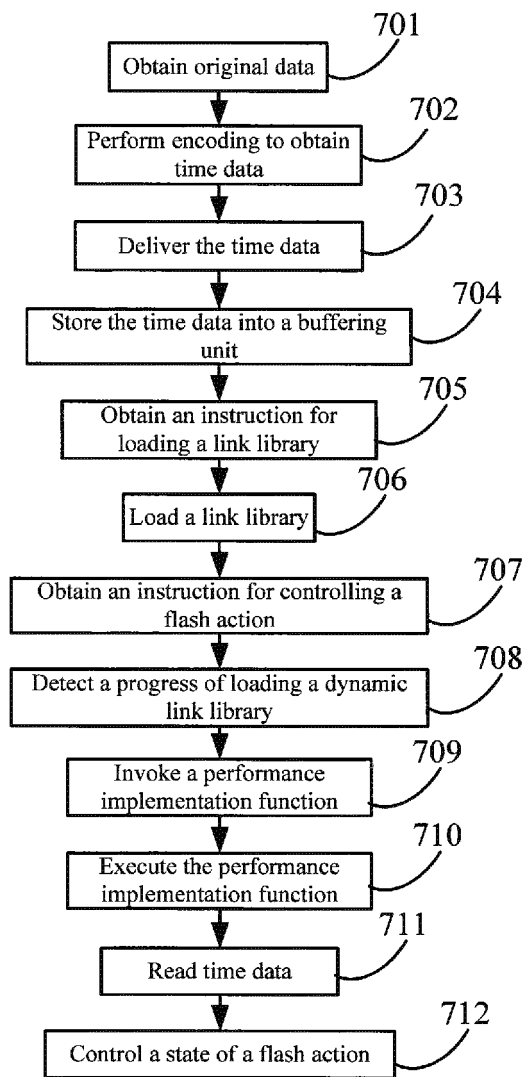 701
Obtain original data
702
Perform encoding to obtain
time data
703
Deliver the time data
704
Store the time data into a buffering
unit
705
Obtain an instruction for
loading a link library
706
Load a link library
707
Obtain an instruction for controlling a
flash action
708
Detect a progress of loading a dynamic
link library
709
Invoke a performance
implementation function
710
Execute the performance
implementation function
711
Read time data
712
Control a state of a flash action